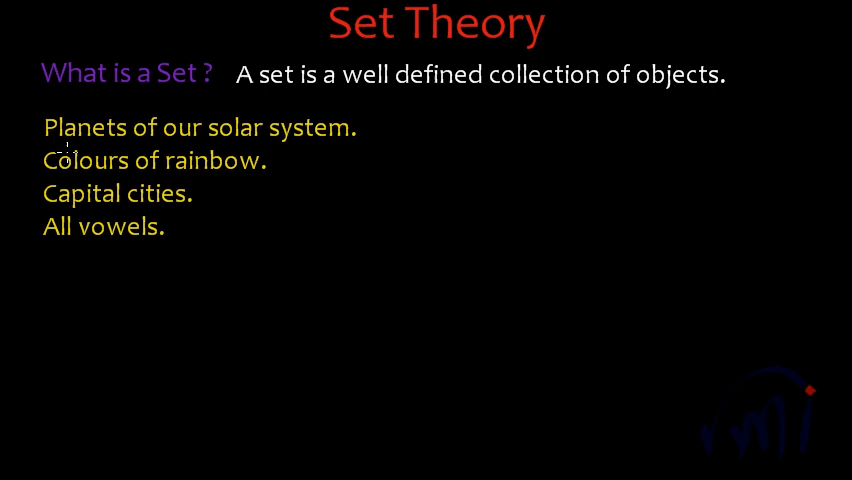 Set Theory
What is a Set ? A set is a well defined collection of objects.
Planets of our solar system.
Colours of rainbow.
Capital cities.
All vowels.